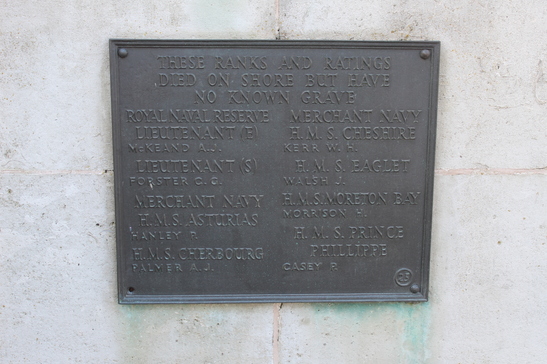 THESE RANKS AND RATINGS
DIED ON SHORE BUT HAVE
NO KNOWN GRAVE
ROYAL NAVAL RESERVE
LIEUTENANT (E)
McKEAND A.J.
LIEUTENANT (S)
FORSTER C.C.
MERCHANT NAVY
H.M.S. ASTURIAS
HANLEY P.
H.M.S. CHERBOURG
PALMER A.J.
MERCHANT NAVY
H.M.S. CHESHIRE
KERR W. H.
H.M.S. EAGLET
WALSH J.
H.M.S. MORETON BAY
MORRISON H.
H.M.S. PRINCE
PHILLIPPE
CASEY P.